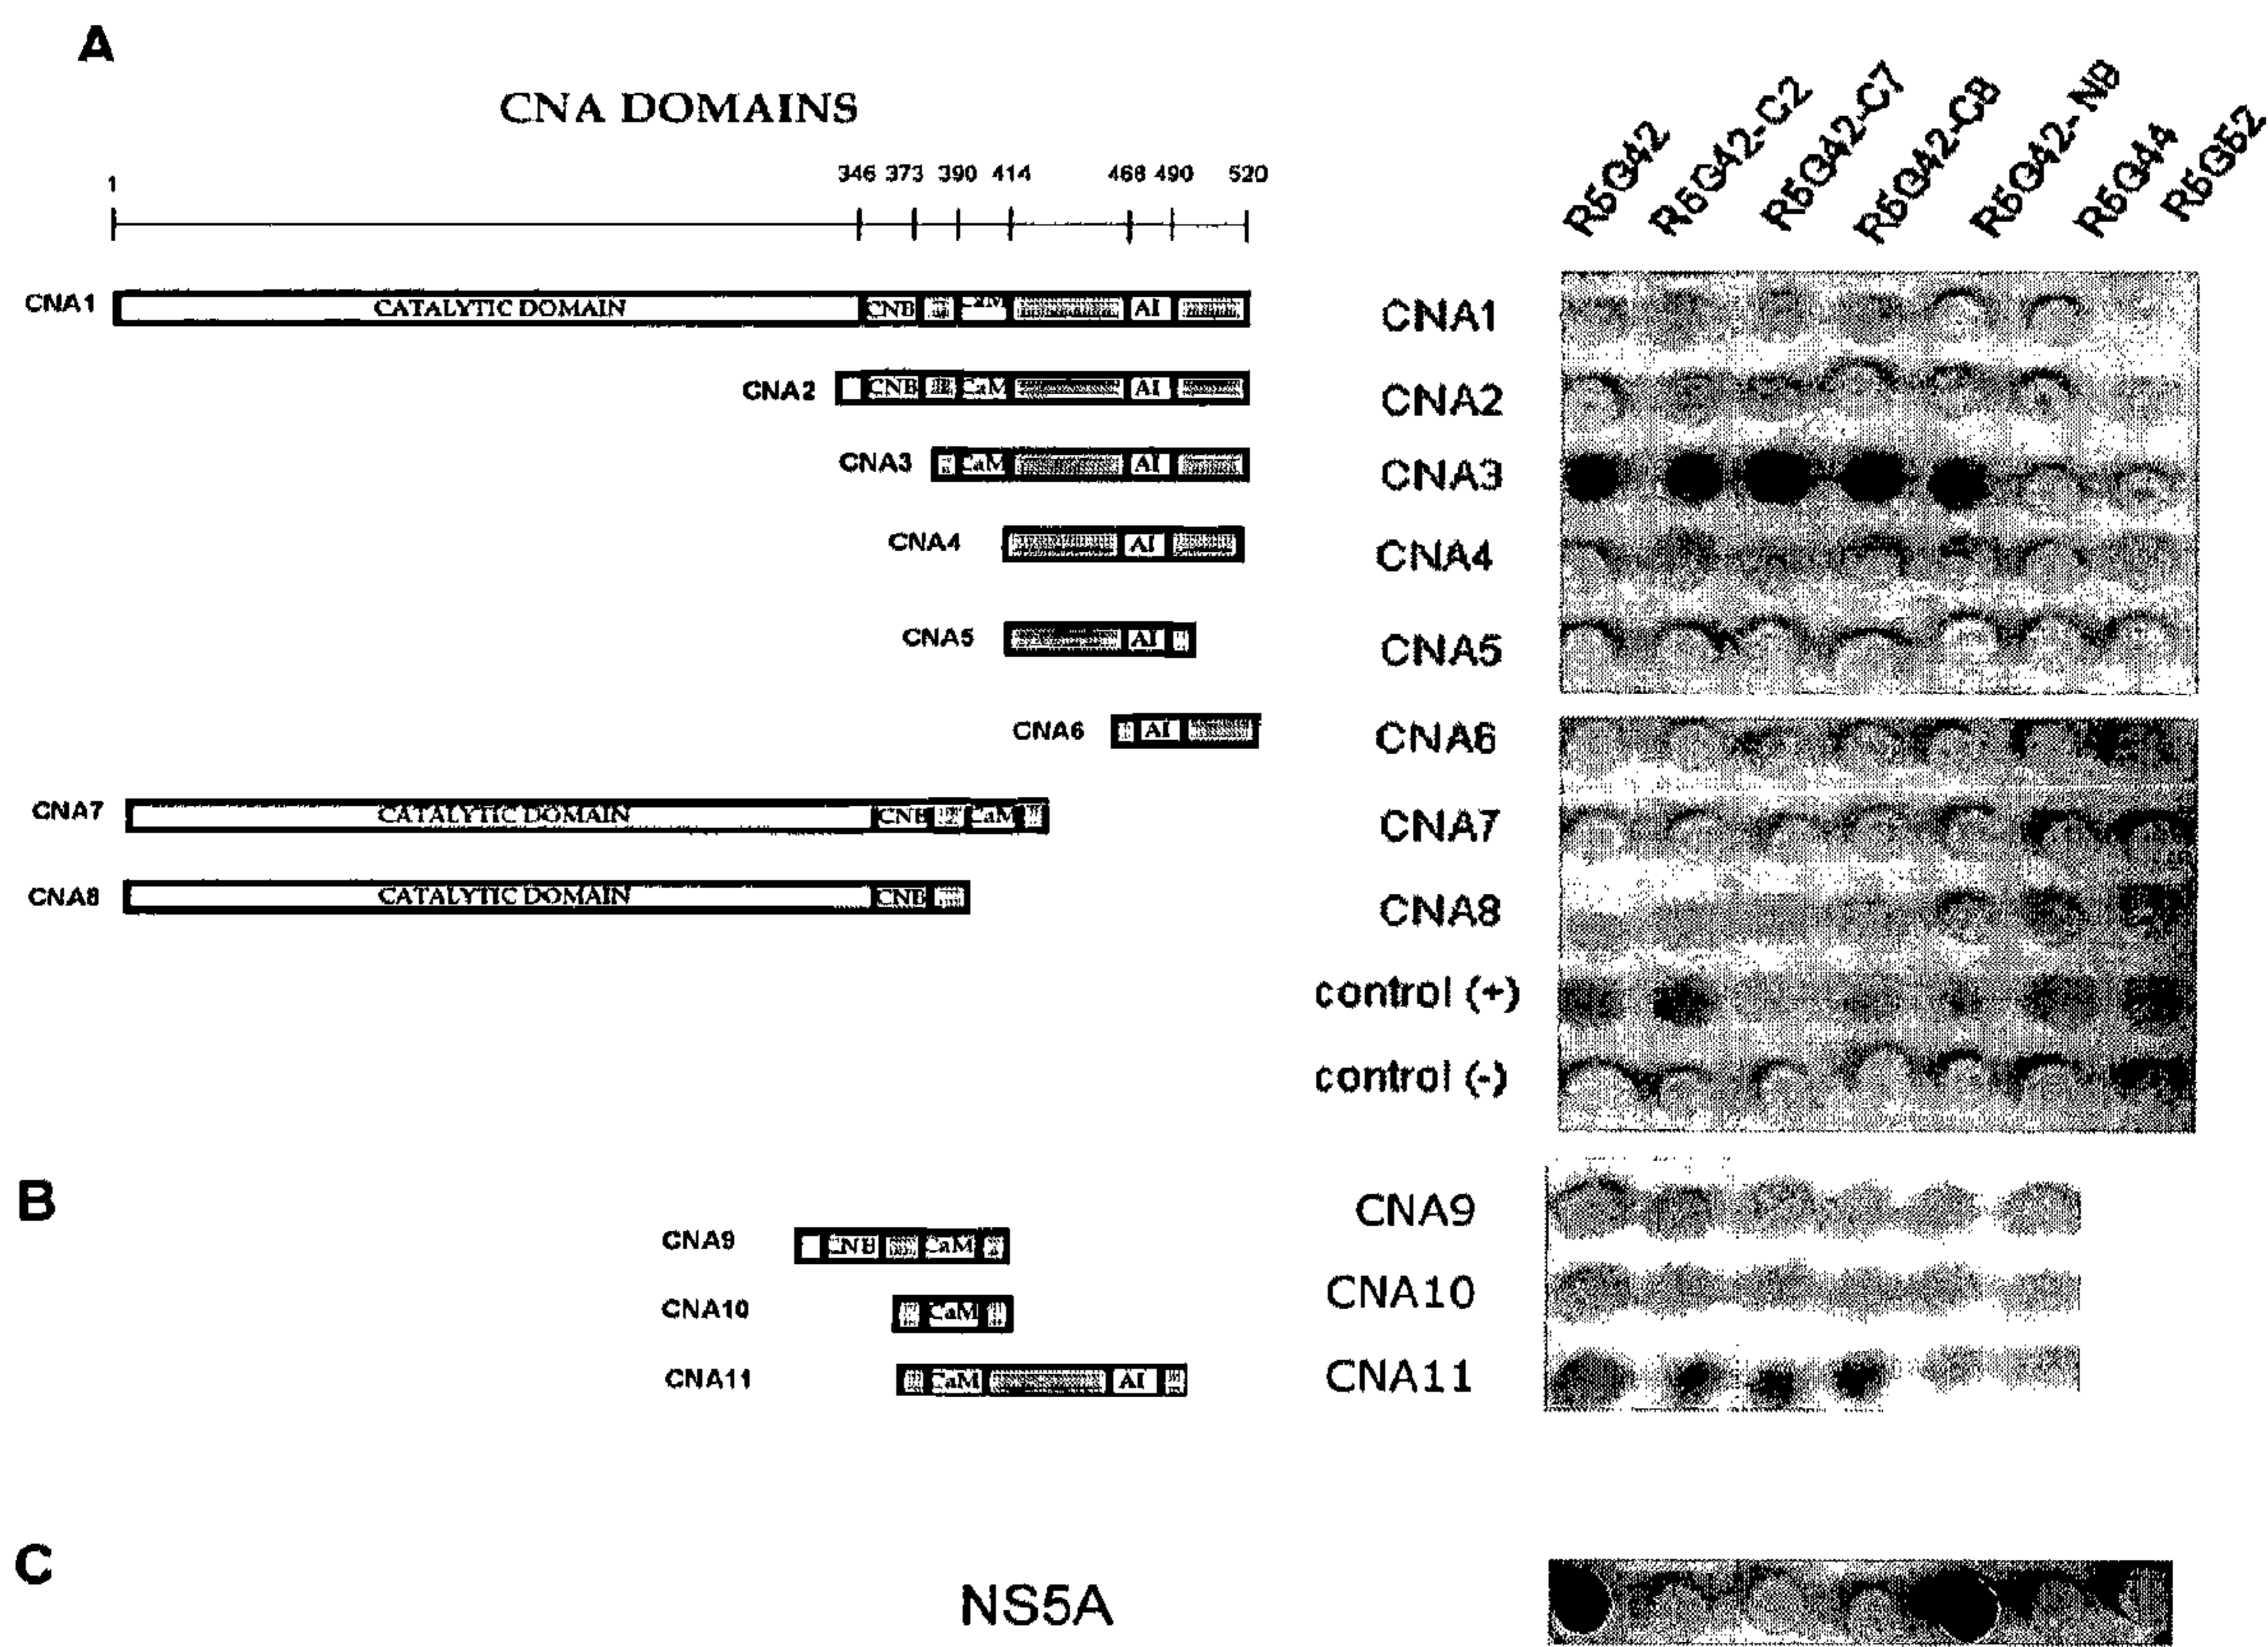 A
CNA DOMAINS
1 346 373 390 414 468 490 520
R5G42 R5G42-C2 R5G42-C7 R5G42-C8 R5G42-N9 R5G44 R5G52
CNA1 CATALYTIC DOMAIN CNB CaM AI CNA1
CNA2 CNB CaM AI CNA2
CNA3 CaM AI CNA3
CNA4 AI CNA4
CNA5 AI CNA5
CNA6 AI CNA6
CNA7 CATALYTIC DOMAIN CNB CaM CNA7
CNA8 CATALYTIC DOMAIN CNB CNA8
control (+)
control (-)
B
CNA9 CNB CaM CNA9
CNA10 CaM CNA10
CNA11 CaM AI CNA11
C
NS5A